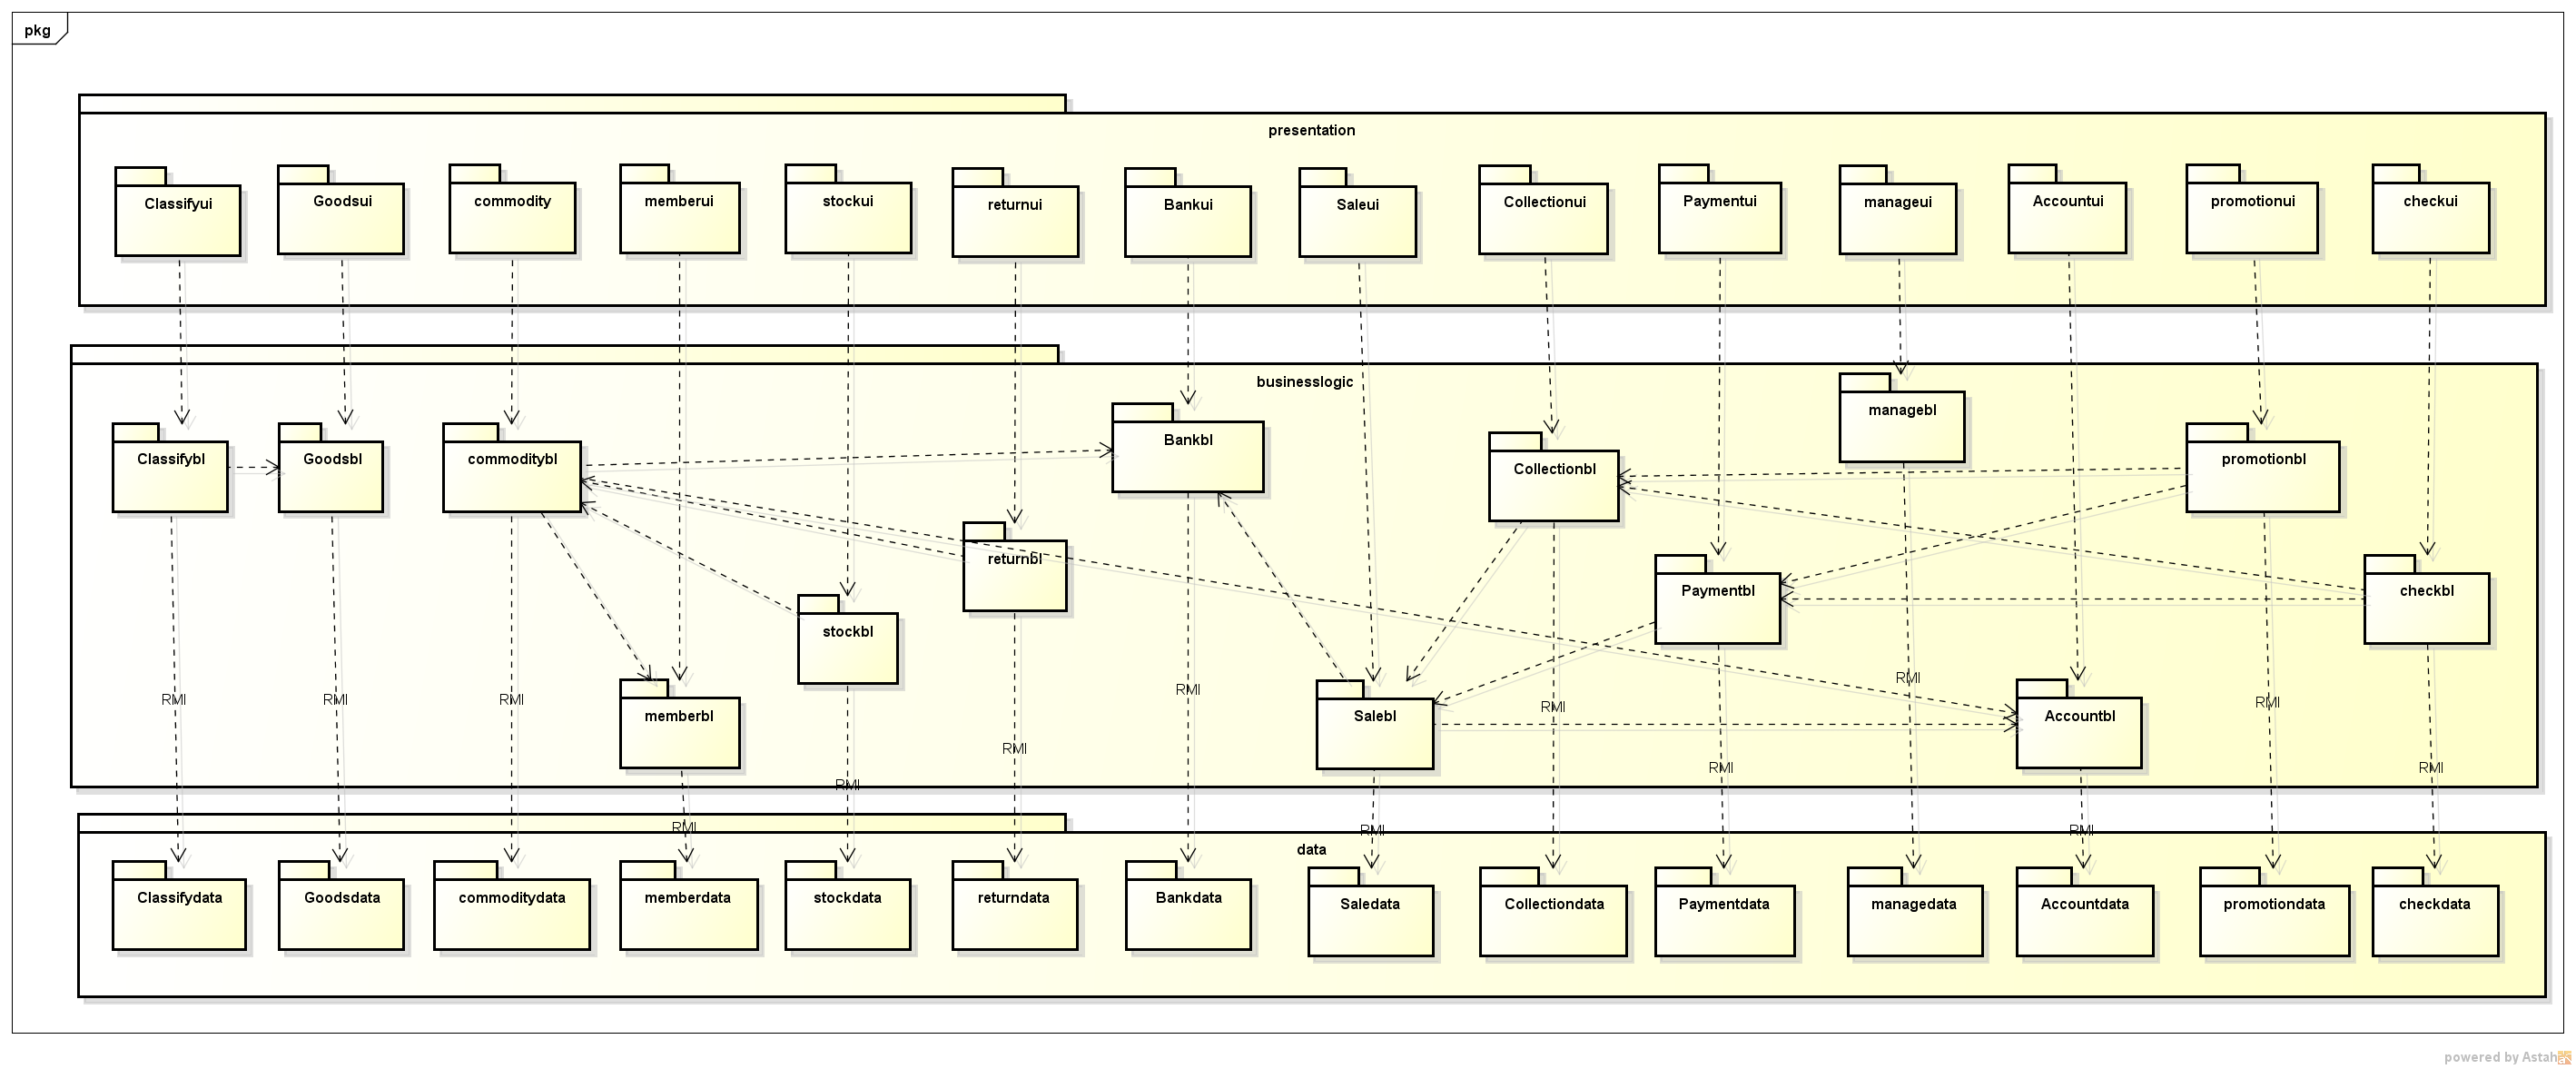 pkg
presentation
Classifyui
Goodsui
commodity
memberui
stockui
returnui
Bankui
Saleui
Collectionui
Paymentui
manageui
Accountui
promotionui
checkui
businesslogic
Classifybl
Goodsbl
commoditybl
Bankbl
Collectionbl
managebl
promotionbl
returnbl
stockbl
Paymentbl
checkbl
memberbl
Salebl
Accountbl
RMI
RMI
RMI
RMI
RMI
RMI
RMI
RMI
RMI
RMI
RMI
RMI
RMI
RMI
data
Classifydata
Goodsdata
commoditydata
memberdata
stockdata
returndata
Bankdata
Saledata
Collectiondata
Paymentdata
managedata
Accountdata
promotiondata
checkdata
powered by Astah